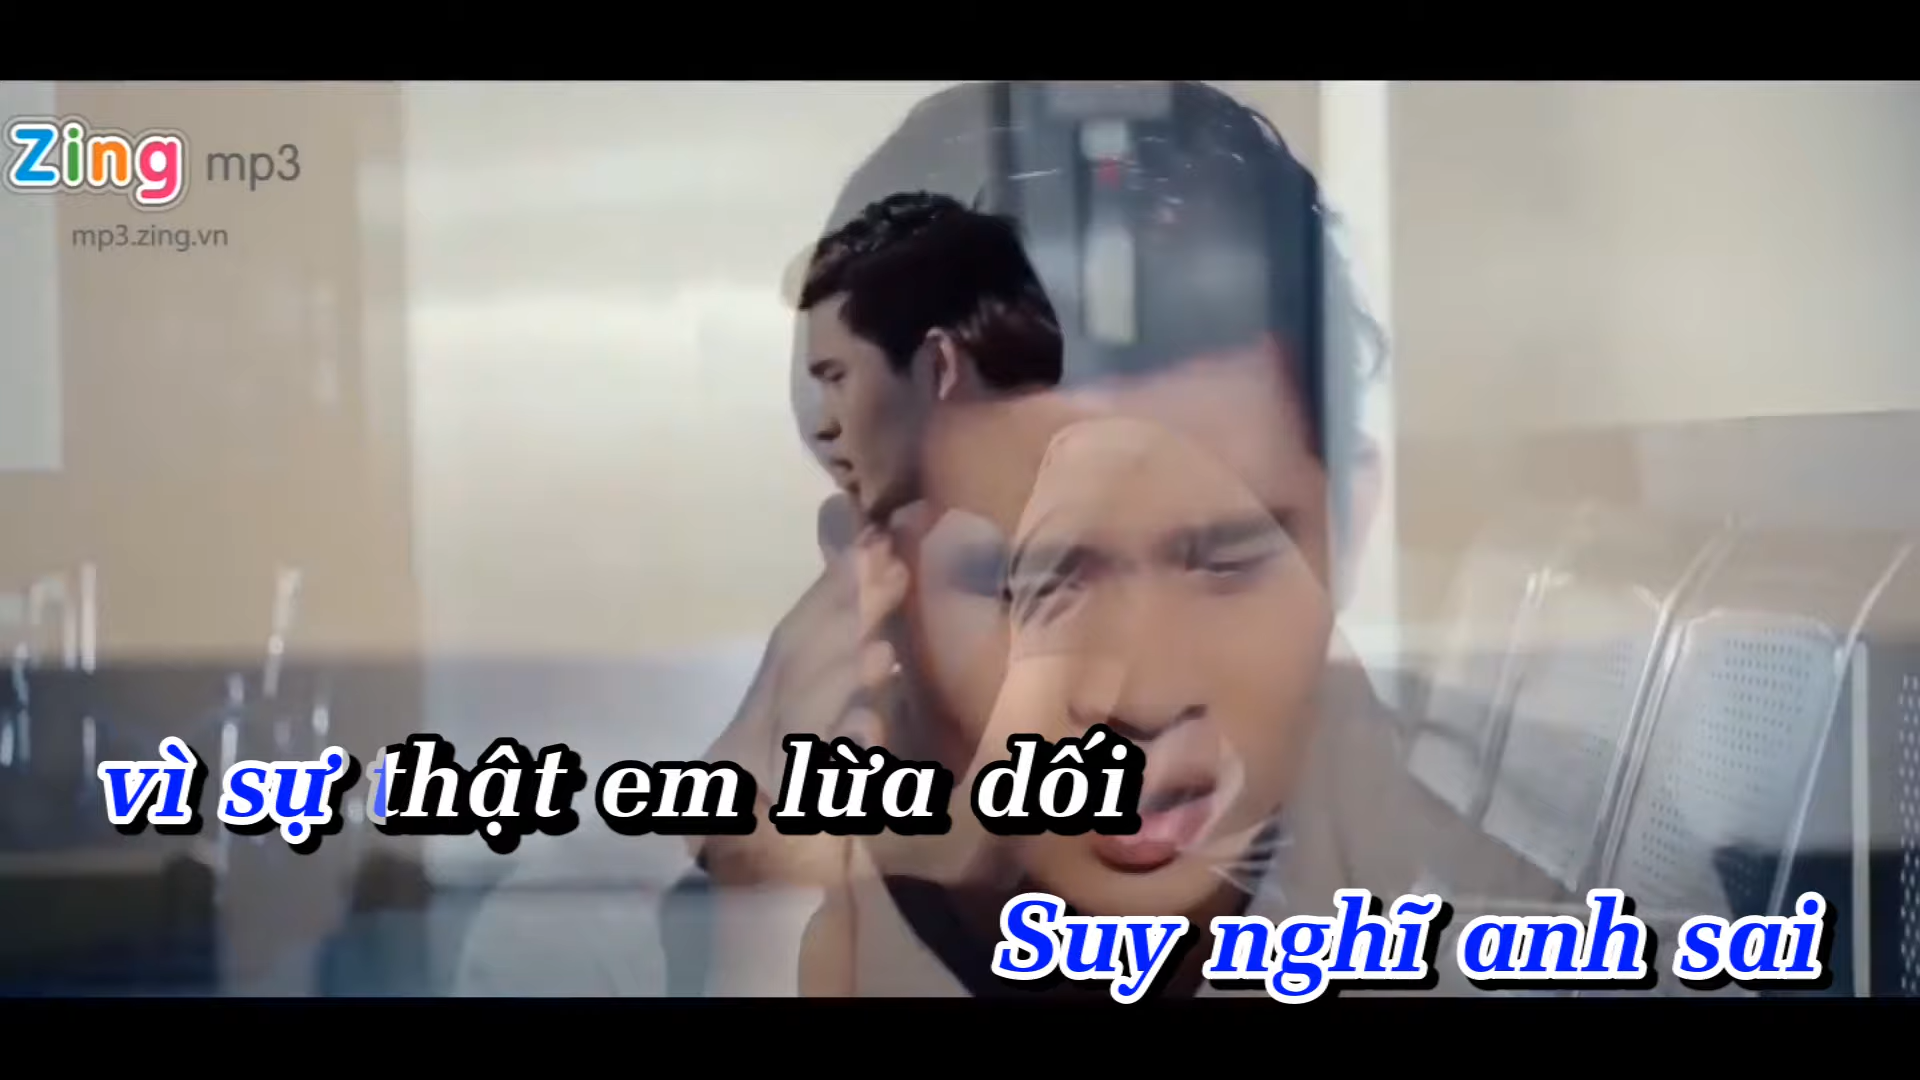 Zing mp3
mp3.zing.vn
vì sự thật em lừa dối
Suy nghĩ anh sai